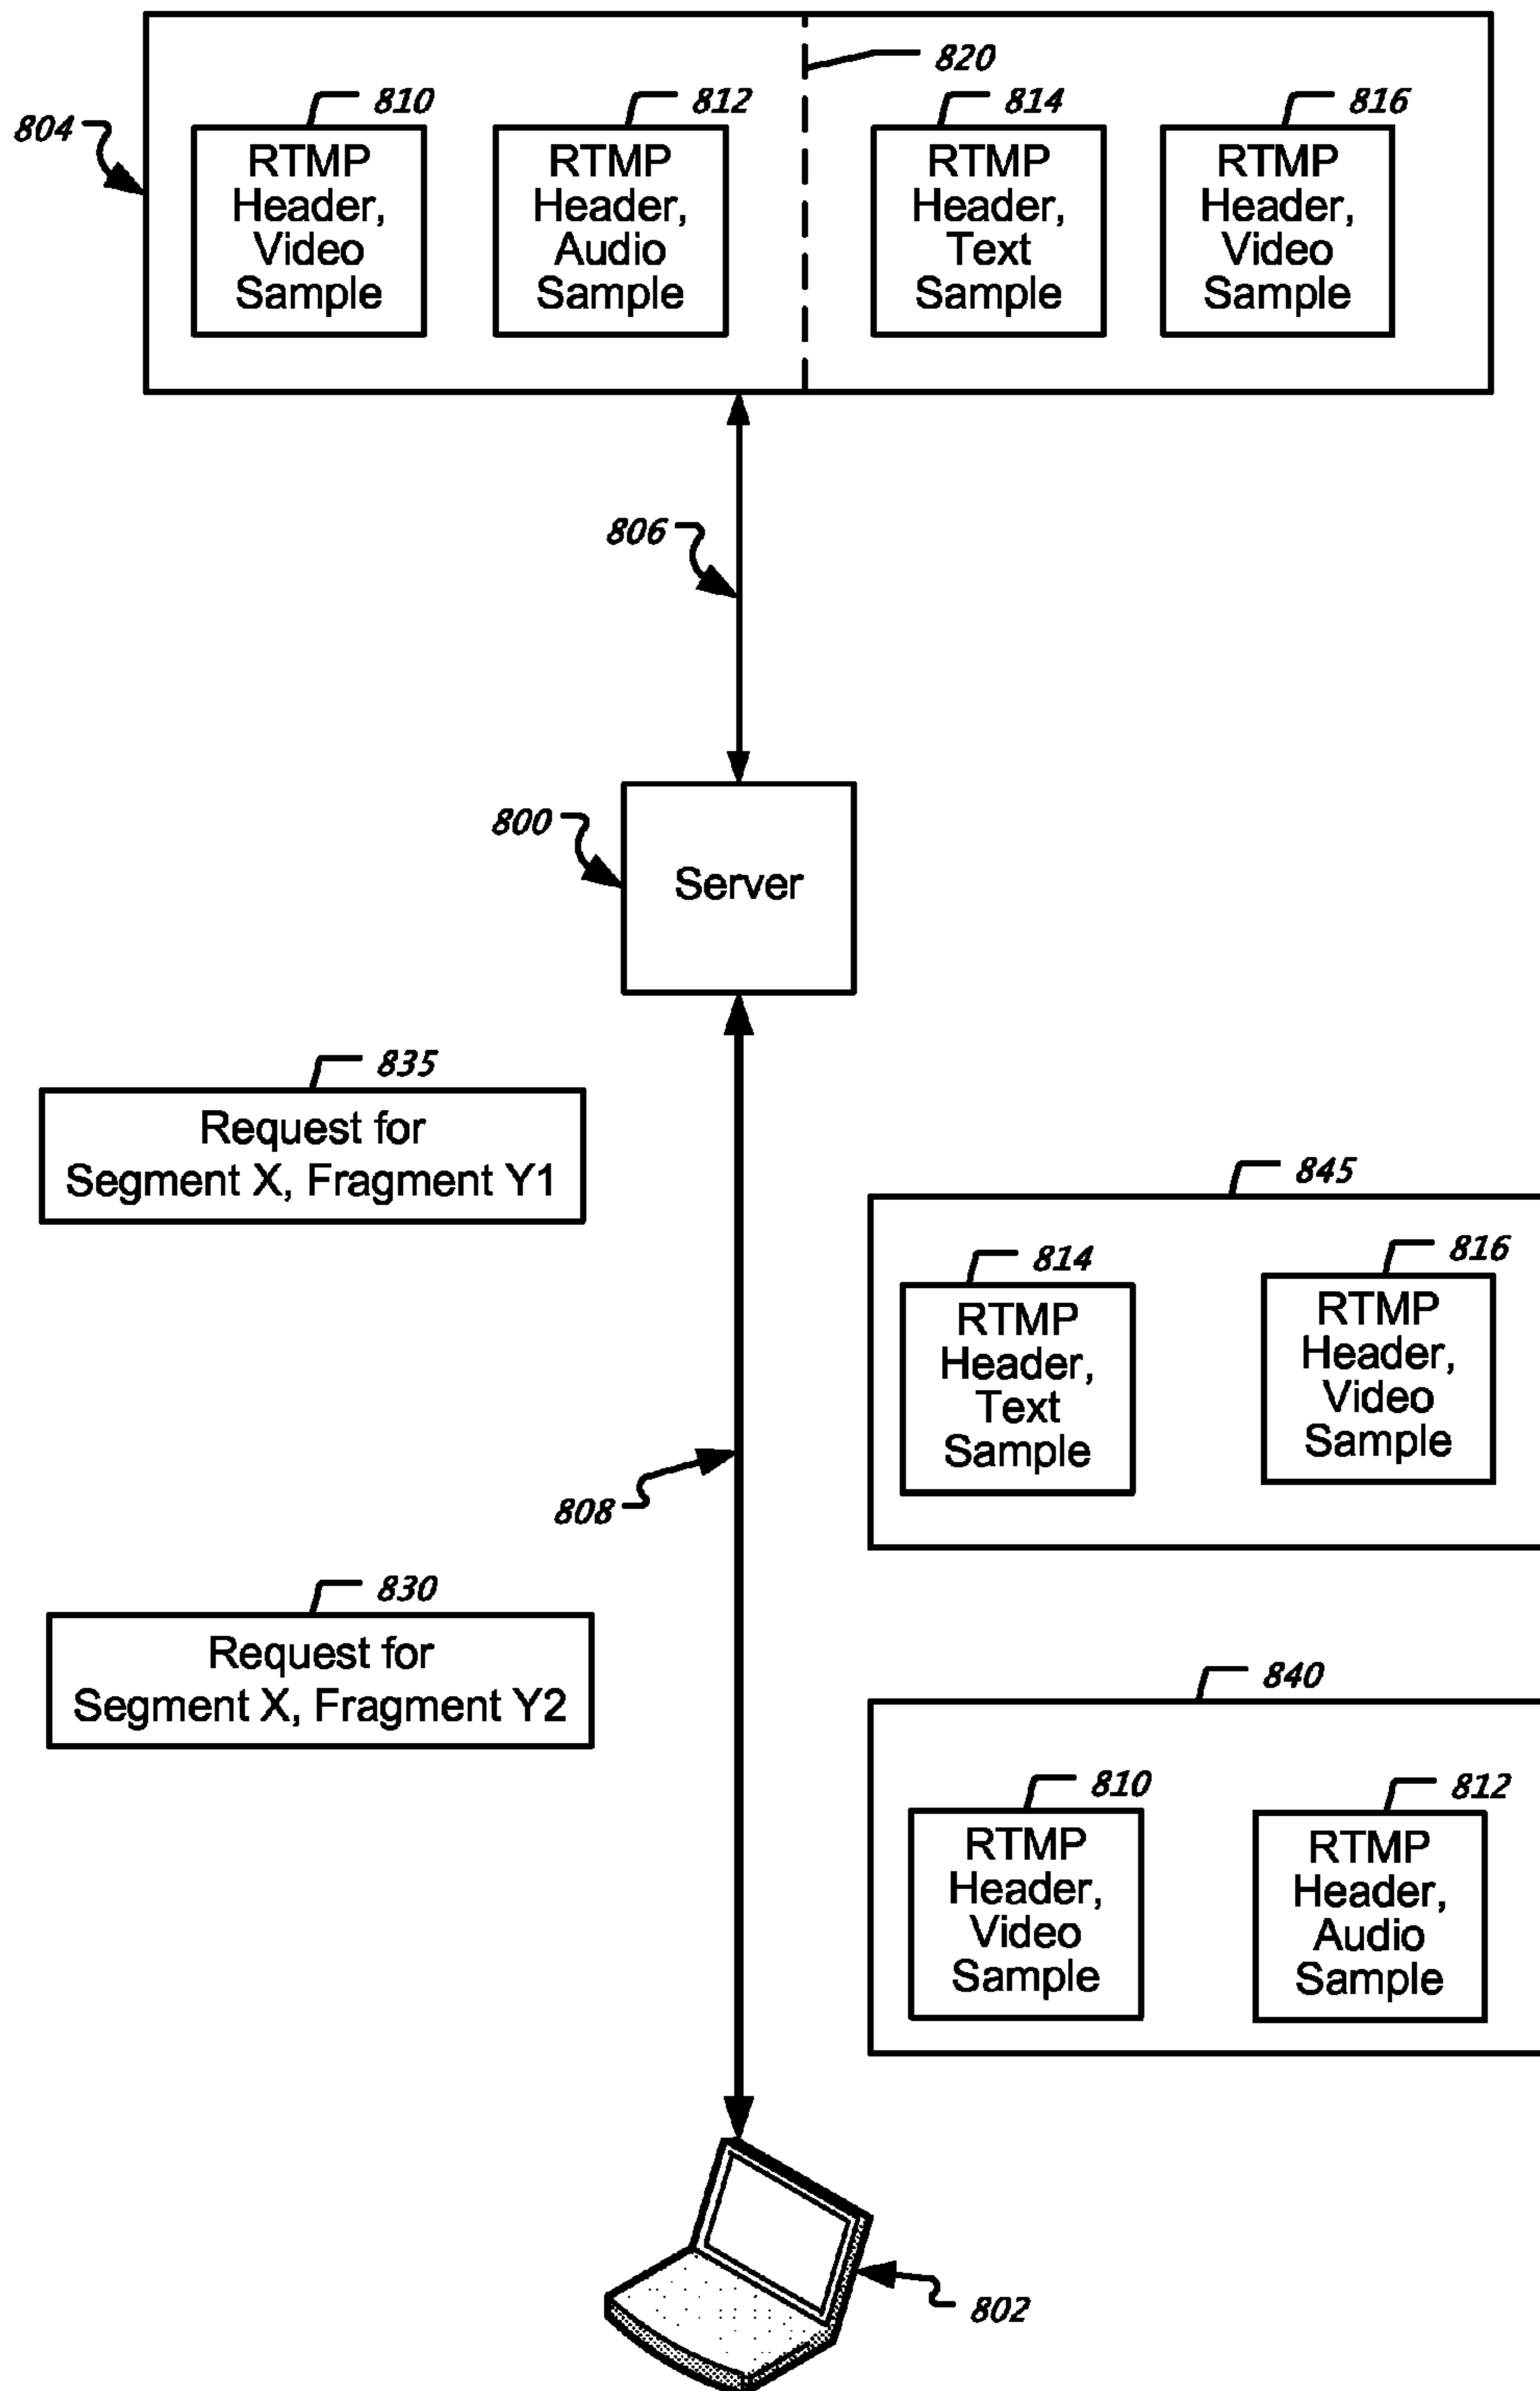 820
810
812
814
816
804
RTMP
Header,
Video
Sample
RTMP
Header,
Audio
Sample
RTMP
Header,
Text
Sample
RTMP
Header,
Video
Sample
806
800
Server
835
Request for
Segment X, Fragment Y1
845
814
816
RTMP
Header,
Text
Sample
RTMP
Header,
Video
Sample
808
830
Request for
Segment X, Fragment Y2
840
810
812
RTMP
Header,
Video
Sample
RTMP
Header,
Audio
Sample
802